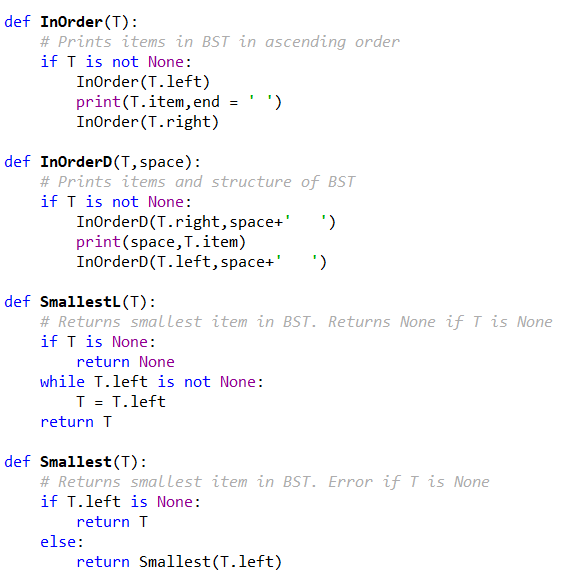 def InOrder(T):
    # Prints items in BST in ascending order
    if T is not None:
        InOrder(T.left)
        print(T.item,end = ' ')
        InOrder(T.right)

def InOrderD(T,space):
    # Prints items and structure of BST
    if T is not None:
        InOrderD(T.right,space+'   ')
        print(space,T.item)
        InOrderD(T.left,space+'   ')

def SmallestL(T):
    # Returns smallest item in BST. Returns None if T is None
    if T is None:
        return None
    while T.left is not None:
        T = T.left
    return T

def Smallest(T):
    # Returns smallest item in BST. Error if T is None
    if T.left is None:
        return T
    else:
        return Smallest(T.left)